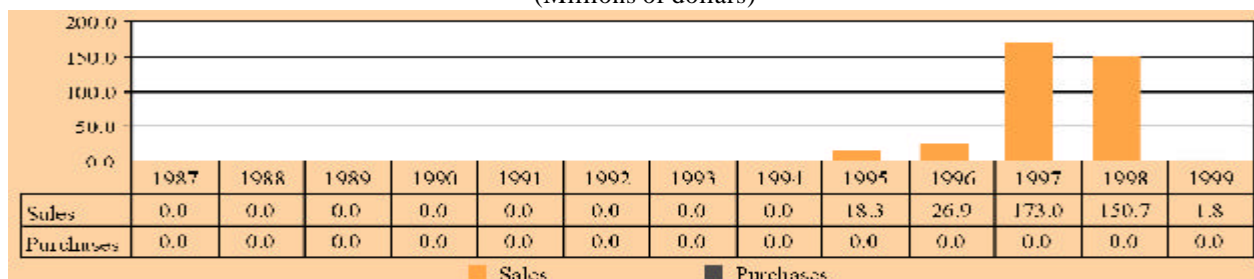 (Millions of dollars)
200.0
150.0
100.0
50.0
0.0
1987 1988 1989 1990 1991 1992 1993 1994 1995 1996 1997 1998 1999
Sales 0.0 0.0 0.0 0.0 0.0 0.0 0.0 0.0 18.3 26.9 173.0 150.7 1.8
Purchases 0.0 0.0 0.0 0.0 0.0 0.0 0.0 0.0 0.0 0.0 0.0 0.0 0.0
Sales Purchases